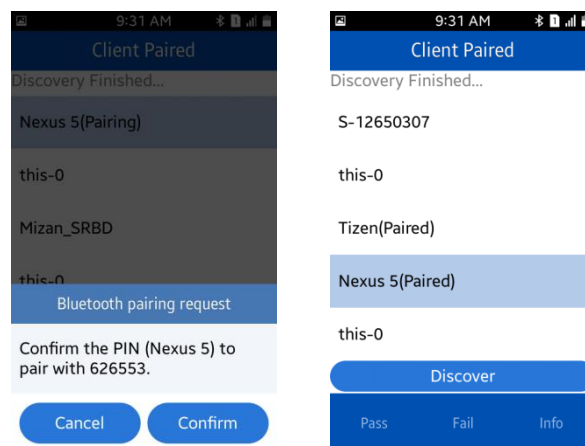 9:31 AM
Client Paired
Discovery Finished...
Nexus 5(Pairing)
this-0
Mizan_SRBD
this-0
Bluetooth pairing request
Confirm the PIN (Nexus 5) to
pair with 626553.
Cancel Confirm
9:31 AM
Client Paired
Discovery Finished...
S-12650307
this-0
Tizen(Paired)
Nexus 5(Paired)
this-0
Discover
Pass Fail Info